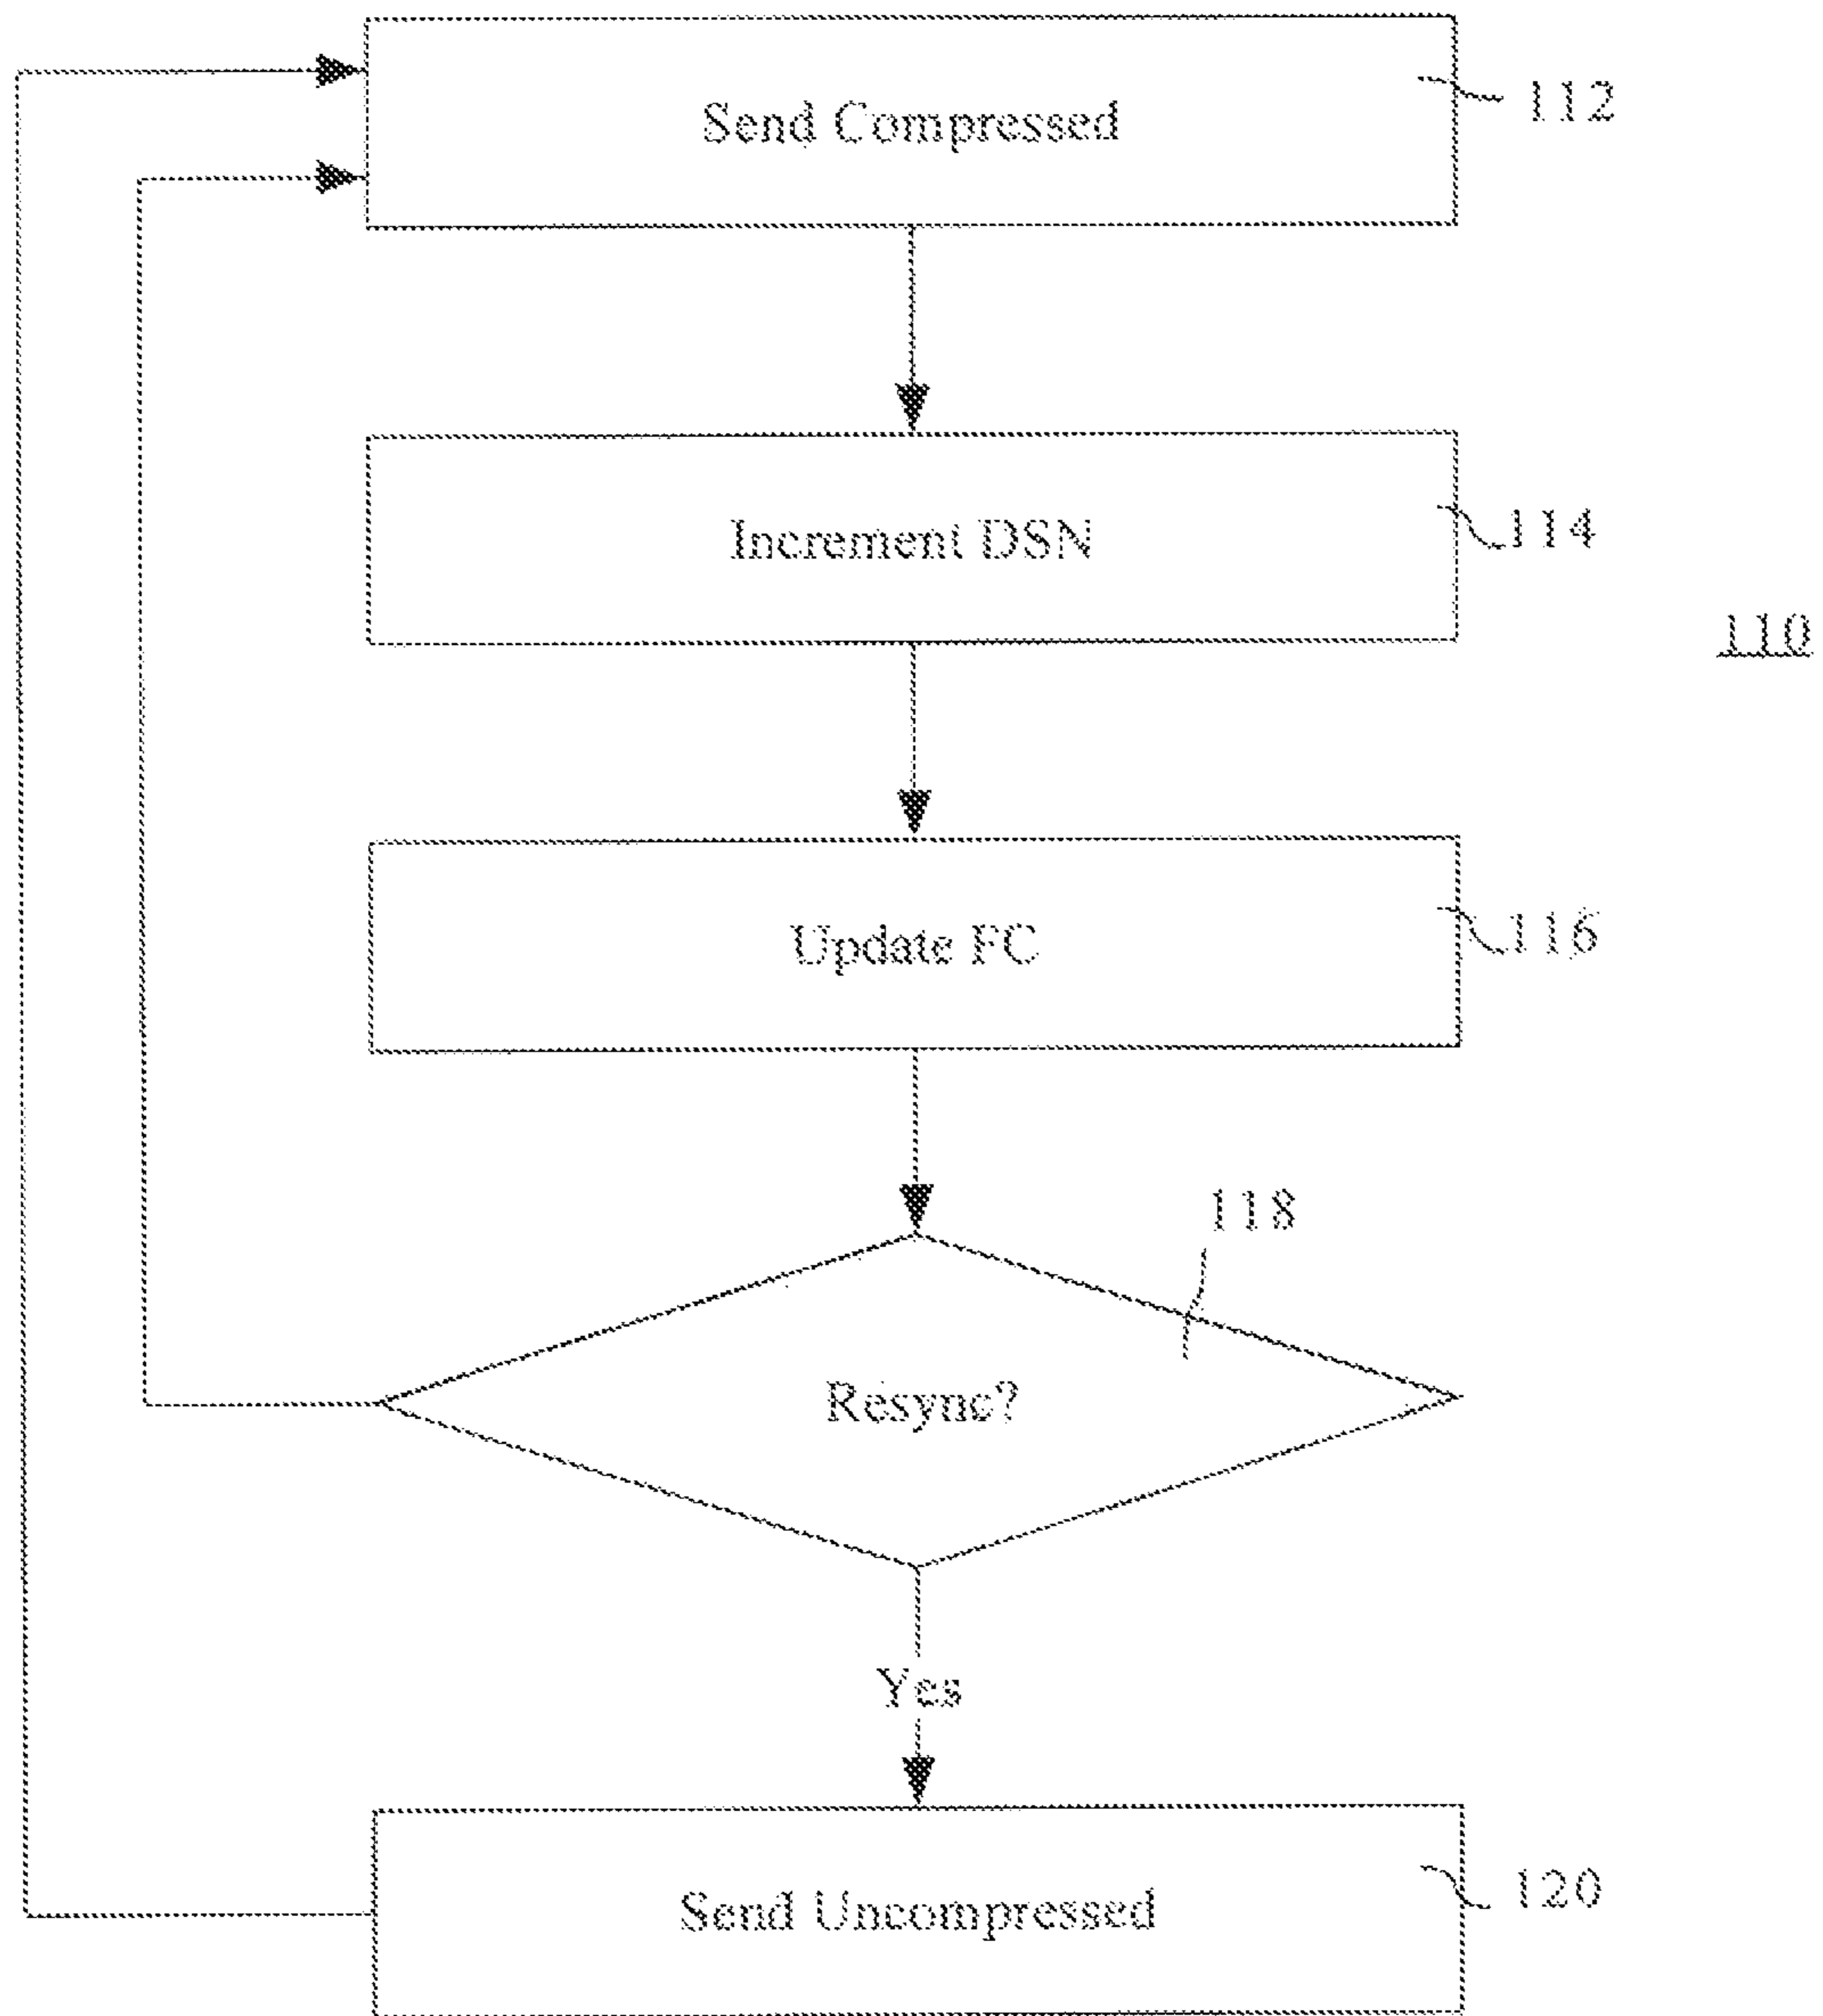 Send Compressed
112
Increment DSN
114
110
Update FC
116
118
Resync?
Yes
Send Uncompressed
120